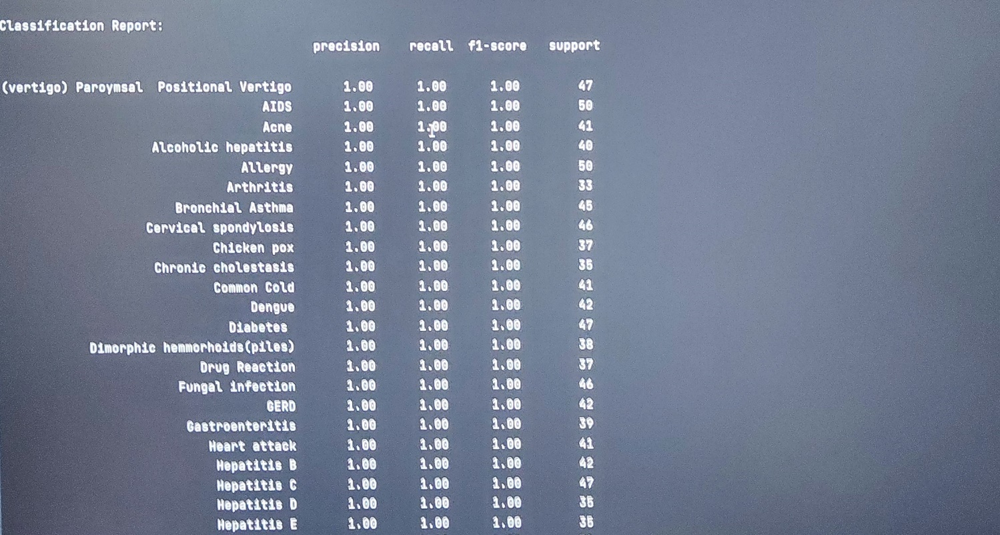 Classification Report:
precision recall f1-score support
(vertigo) Paroymsal  Positional Vertigo 1.00 1.00 1.00 47
AIDS 1.00 1.00 1.00 50
Acne 1.00 1.00 1.00 41
Alcoholic hepatitis 1.00 1.00 1.00 40
Allergy 1.00 1.00 1.00 50
Arthritis 1.00 1.00 1.00 33
Bronchial Asthma 1.00 1.00 1.00 45
Cervical spondylosis 1.00 1.00 1.00 46
Chicken pox 1.00 1.00 1.00 37
Chronic cholestasis 1.00 1.00 1.00 35
Common Cold 1.00 1.00 1.00 41
Dengue 1.00 1.00 1.00 42
Diabetes 1.00 1.00 1.00 47
Dimorphic hemmorhoids(piles) 1.00 1.00 1.00 38
Drug Reaction 1.00 1.00 1.00 37
Fungal infection 1.00 1.00 1.00 46
GERD 1.00 1.00 1.00 42
Gastroenteritis 1.00 1.00 1.00 39
Heart attack 1.00 1.00 1.00 41
Hepatitis B 1.00 1.00 1.00 42
Hepatitis C 1.00 1.00 1.00 47
Hepatitis D 1.00 1.00 1.00 35
Hepatitis E 1.00 1.00 1.00 35